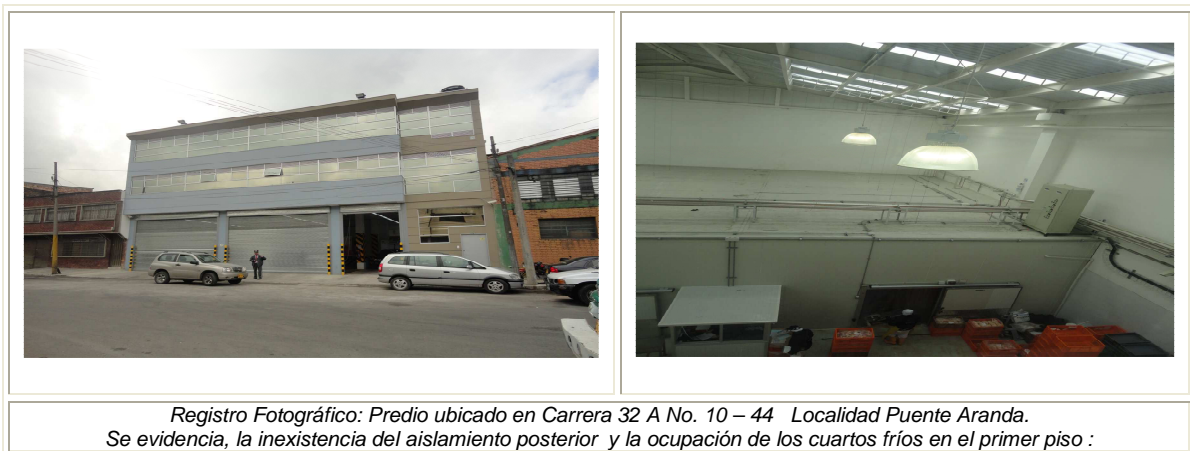 Registro Fotográfico: Predio ubicado en Carrera 32 A No. 10 – 44 Localidad Puente Aranda.
Se evidencia, la inexistencia del aislamiento posterior y la ocupación de los cuartos fríos en el primer piso :